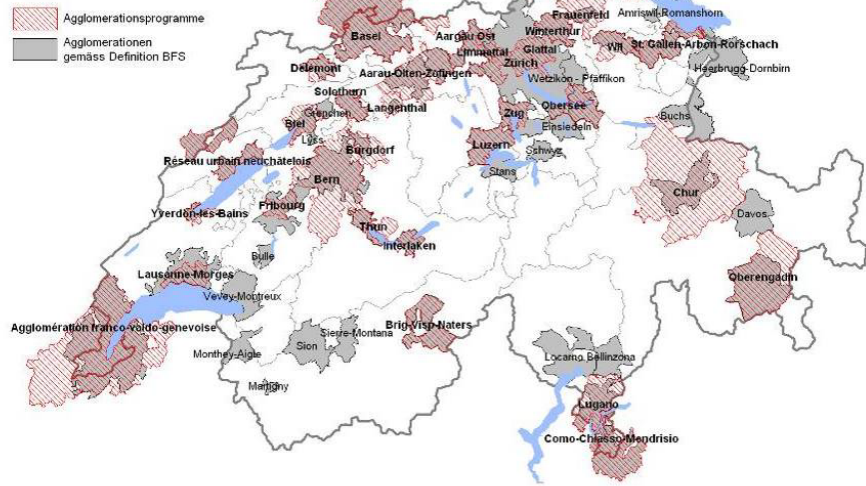 Agglomerationsprogramme
Agglomerationen
gemäss Definition BFS
Frauenfeld
Amriswil-Romanshorn
Basel
Aargau Ost
Winterthur
Limmattal
Glattal
Wil
St. Gallen-Arbon-Rorschach
Zürich
Delémont
Aarau-Olten-Zofingen
Heerbrugg-Dornbirn
Wetzikon - Pfäffikon
Solothurn
Grenchen
Langenthal
Zug
Obersee
Buchs
Biel
Einsiedeln
Lyss
Burgdorf
Luzern
Schwyz
Réseau urbain neuchâtelois
Stans
Bern
Chur
Fribourg
Yverdon-les-Bains
Davos
Thun
Interlaken
Bulle
Lausanne-Morges
Oberengadin
Vevey-Montreux
Agglomération franco-valdo-genevoise
Brig-Visp-Naters
Sierre-Montana
Sion
Monthey-Aigle
Locarno
Bellinzona
Martigny
Lugano
Como-Chiasso-Mendrisio